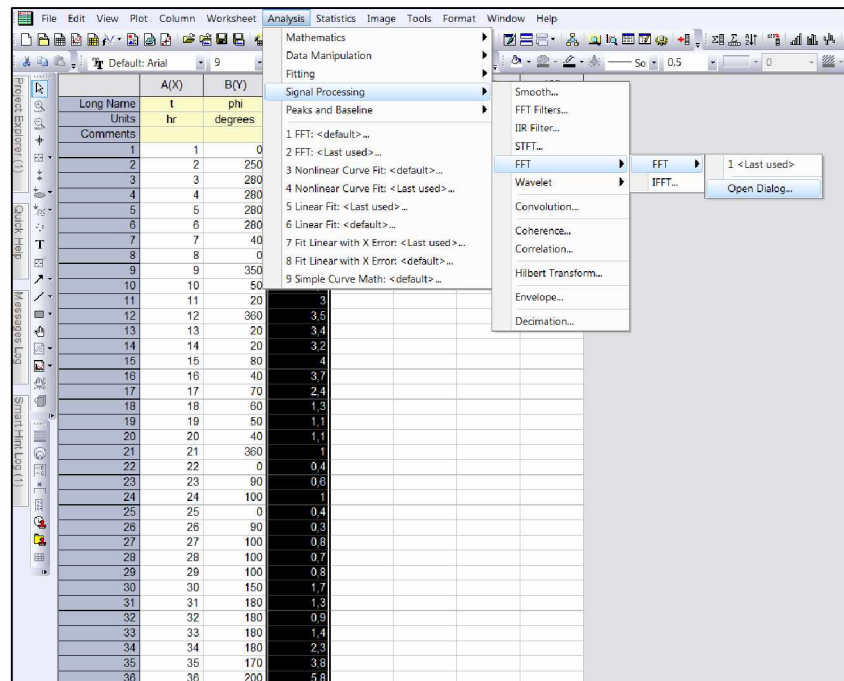 File Edit View Plot Column Worksheet Analysis Statistics Image Tools Format Window Help
Default: Arial 9 So 0,5 0
Project Explorer (1)
Quick Help
Messages Log
Smart Hint Log (1)
Mathematics
Data Manipulation
Fitting
Signal Processing
Peaks and Baseline
1 FFT: <default>...
2 FFT: <Last used>...
3 Nonlinear Curve Fit: <default>...
4 Nonlinear Curve Fit: <Last used>...
5 Linear Fit: <Last used>...
6 Linear Fit: <default>...
7 Fit Linear with X Error: <Last used>...
8 Fit Linear with X Error: <default>...
9 Simple Curve Math: <default>...
Smooth...
FFT Filters...
IIR Filter...
STFT...
FFT
Wavelet
Convolution...
Coherence...
Correlation...
Hilbert Transform...
Envelope...
Decimation...
FFT
IFFT...
1 <Last used>
Open Dialog...
A(X) B(Y)
Long Name t phi
Units hr degrees
Comments
1 1 0
2 2 250
3 3 280
4 4 280
5 5 280
6 6 280
7 7 40
8 8 0
9 9 350
10 10 50
11 11 20 3
12 12 360 3,5
13 13 20 3,4
14 14 20 3,2
15 15 80 4
16 16 40 3,7
17 17 70 2,4
18 18 60 1,3
19 19 50 1,1
20 20 40 1,1
21 21 360 1
22 22 0 0,4
23 23 90 0,6
24 24 100 1
25 25 0 0,4
26 26 90 0,3
27 27 100 0,8
28 28 100 0,7
29 29 100 0,8
30 30 150 1,7
31 31 180 1,3
32 32 180 0,9
33 33 180 1,4
34 34 180 2,3
35 35 170 3,8
36 36 200 5,8